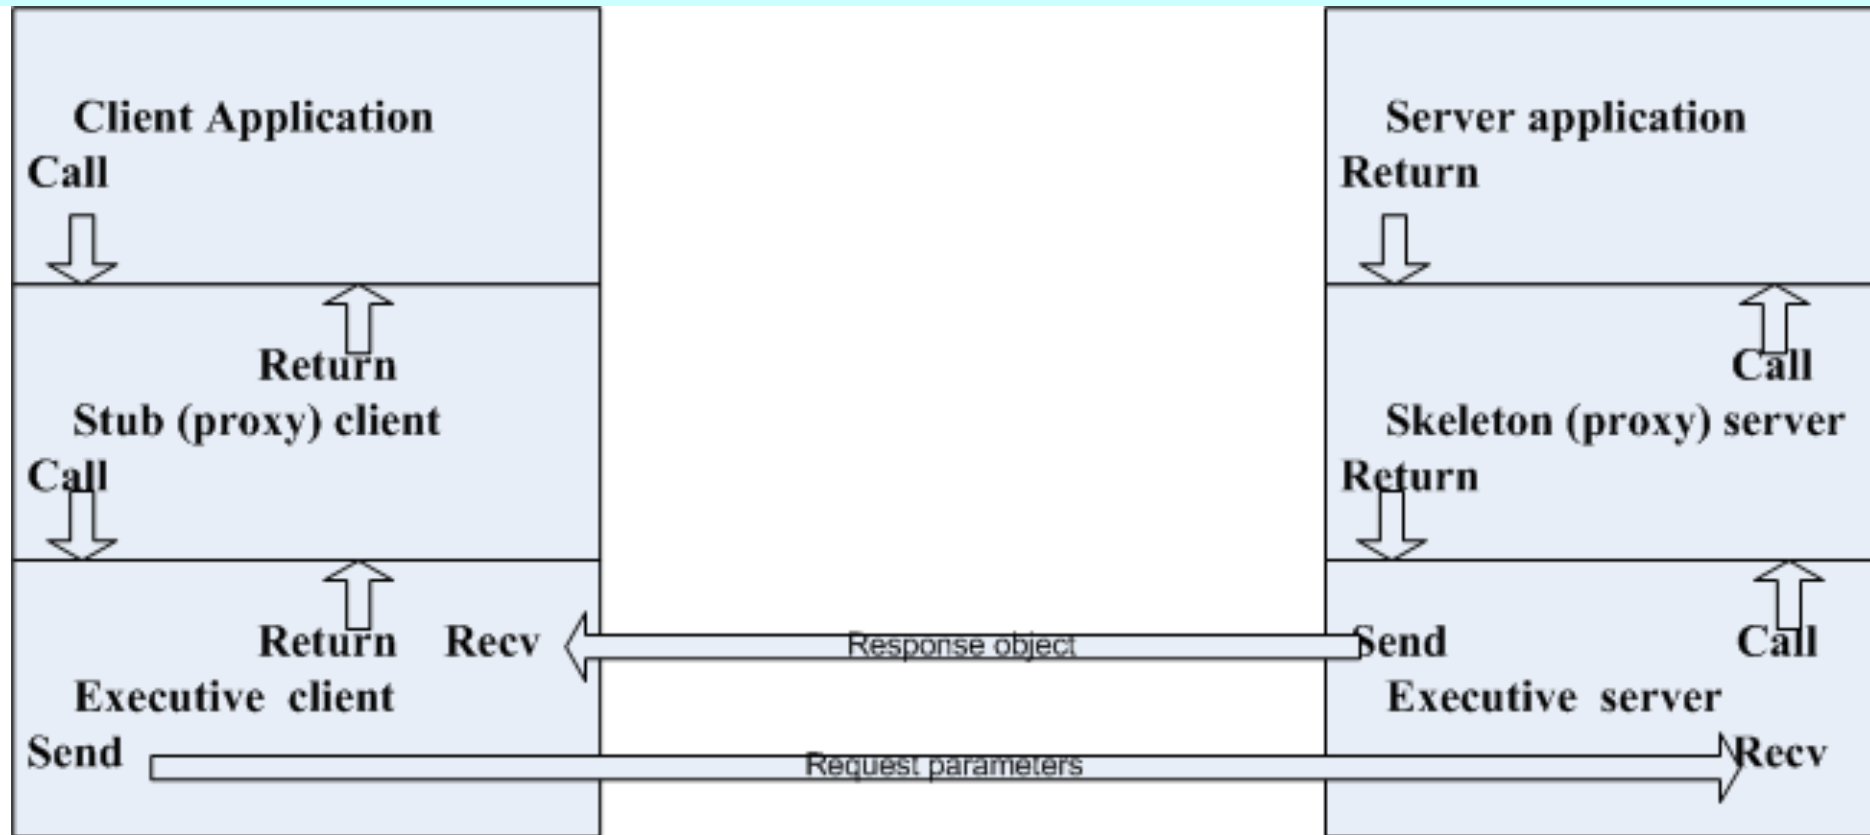 Client Application
Call
Return
Stub (proxy) client
Call
Return Recv
Executive client
Send
Response object
Request parameters
Server application
Return
Call
Skeleton (proxy) server
Return
Send Call
Executive server
Recv